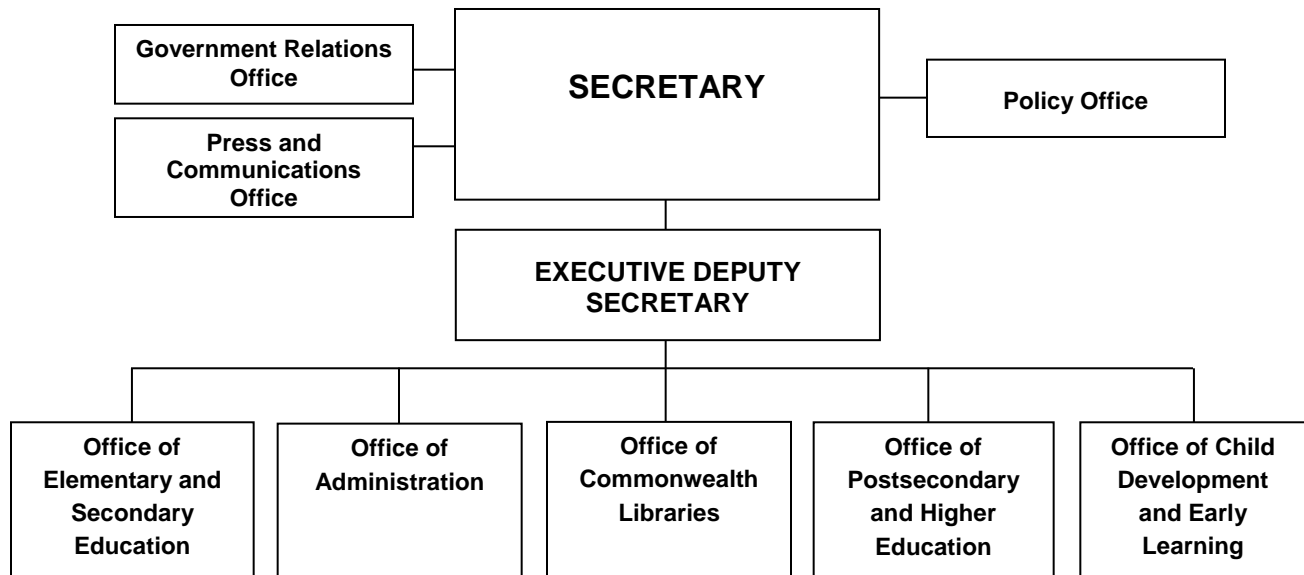 Government Relations
Office
SECRETARY
Policy Office
Press and
Communications
Office
EXECUTIVE DEPUTY
SECRETARY
Office of
Elementary and
Secondary
Education
Office of
Administration
Office of
Commonwealth
Libraries
Office of
Postsecondary
and Higher
Education
Office of Child
Development
and Early
Learning